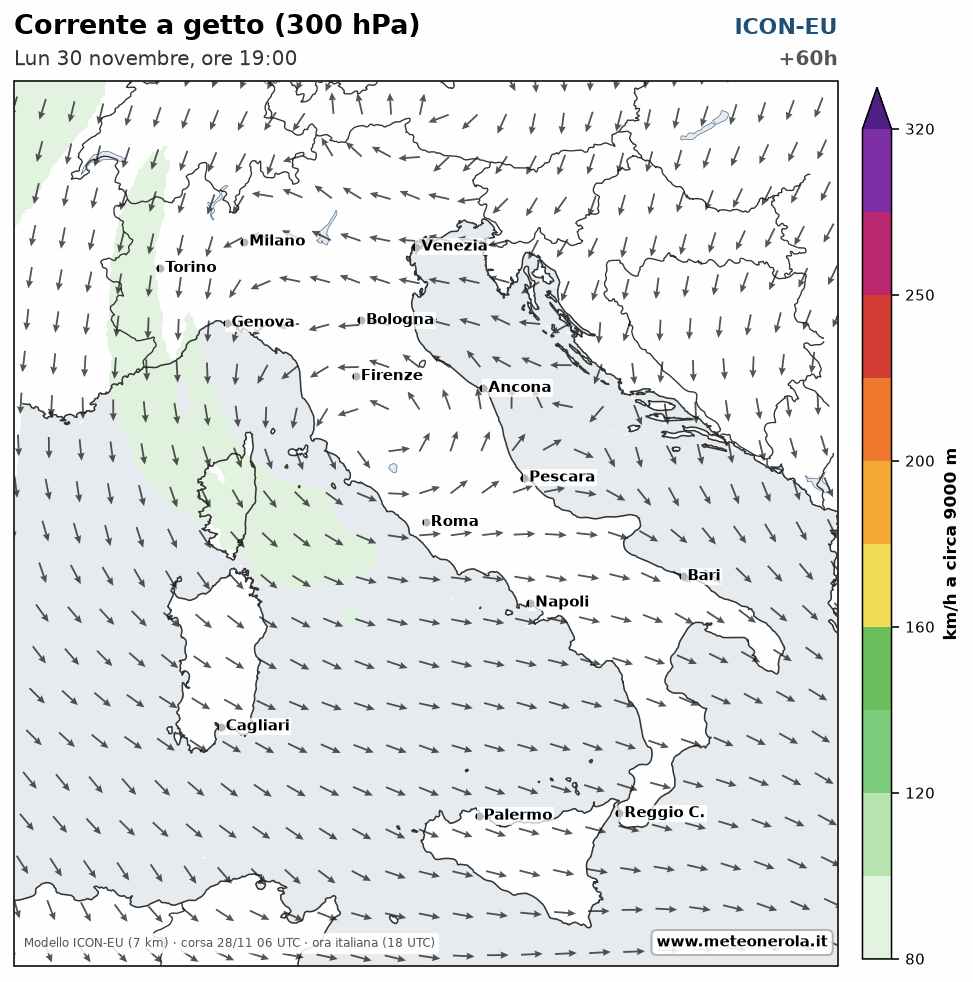 Corrente a getto (300 hPa)
ICON-EU
Lun 30 novembre, ore 19:00
+60h
Milano
Venezia
Torino
Genova
Bologna
Firenze
Ancona
Pescara
Roma
Bari
Napoli
Cagliari
Palermo
Reggio C.
Modello ICON-EU (7 km) · corsa 28/11 06 UTC · ora italiana (18 UTC)
www.meteonerola.it
320
250
200
160
120
80
km/h a circa 9000 m